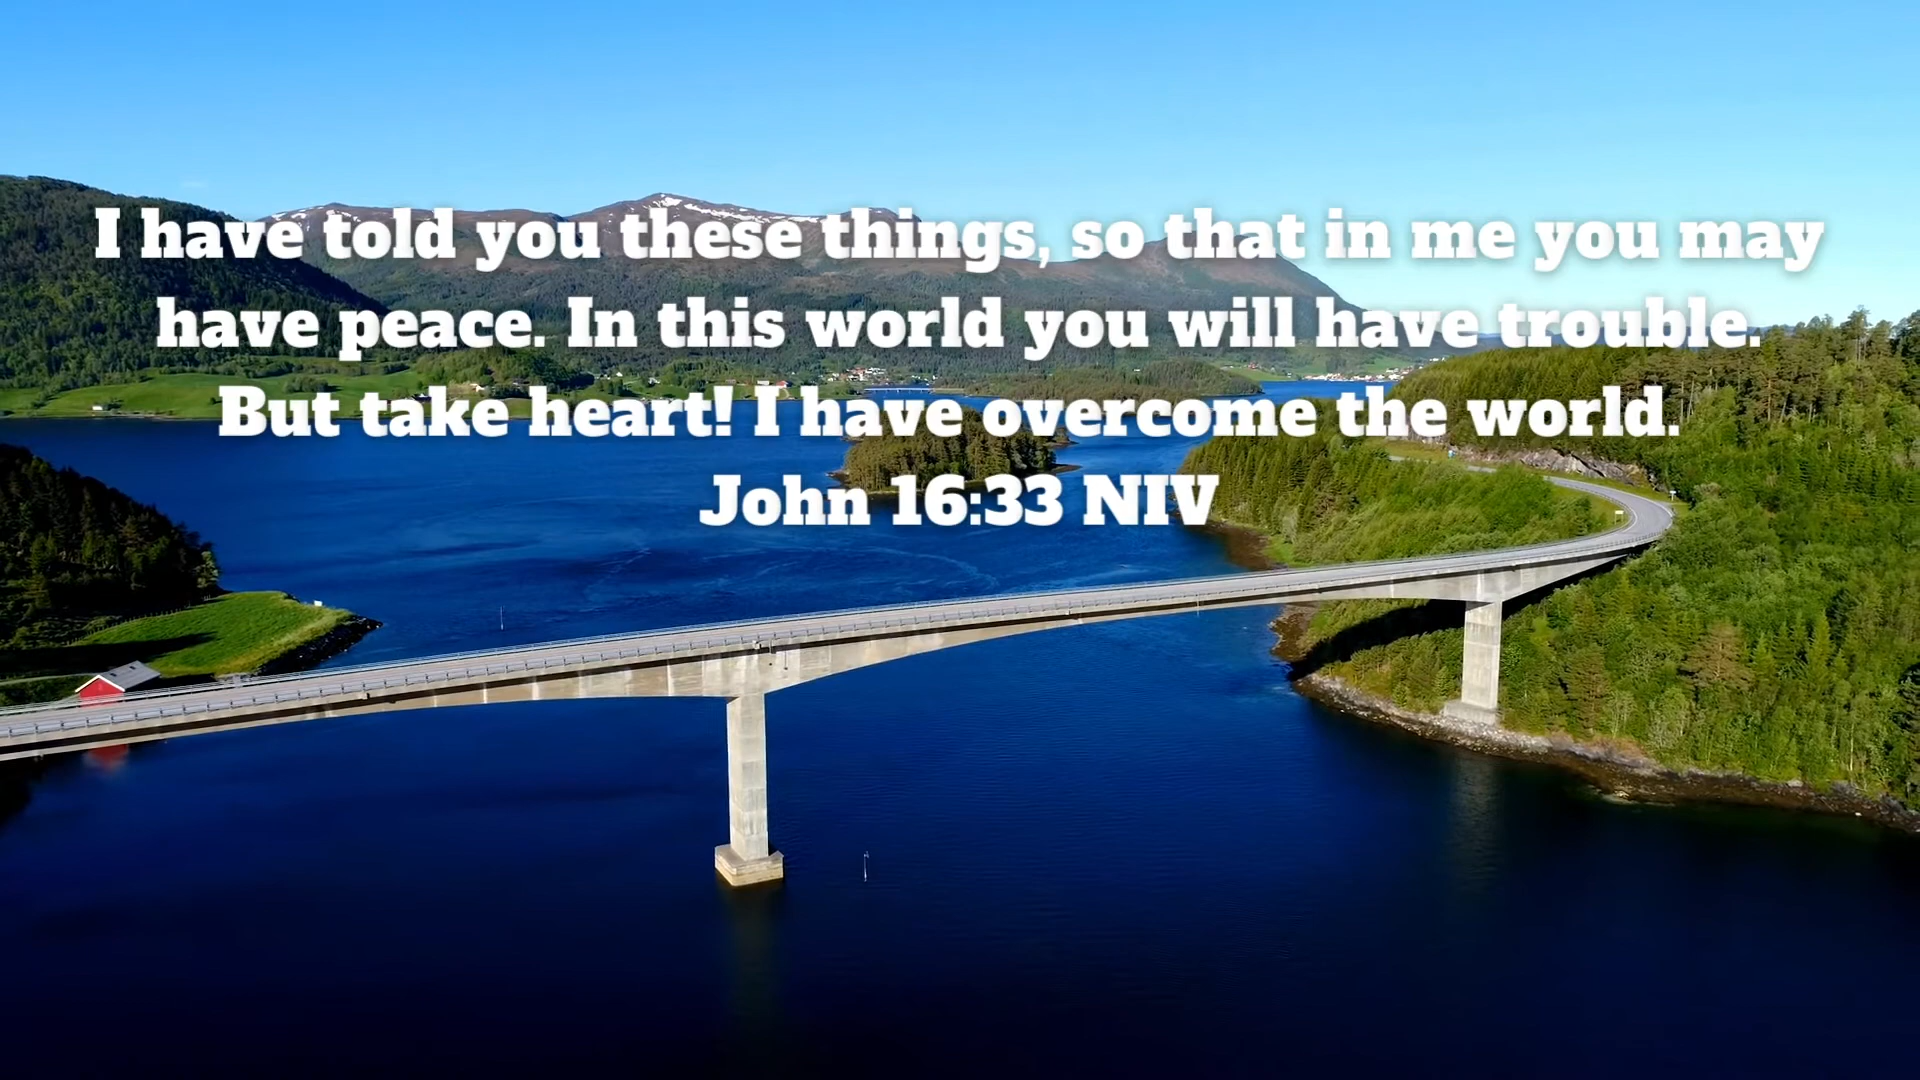 I have told you these things, so that in me you may
have peace. In this world you will have trouble.
But take heart! I have overcome the world.
John 16:33 NIV